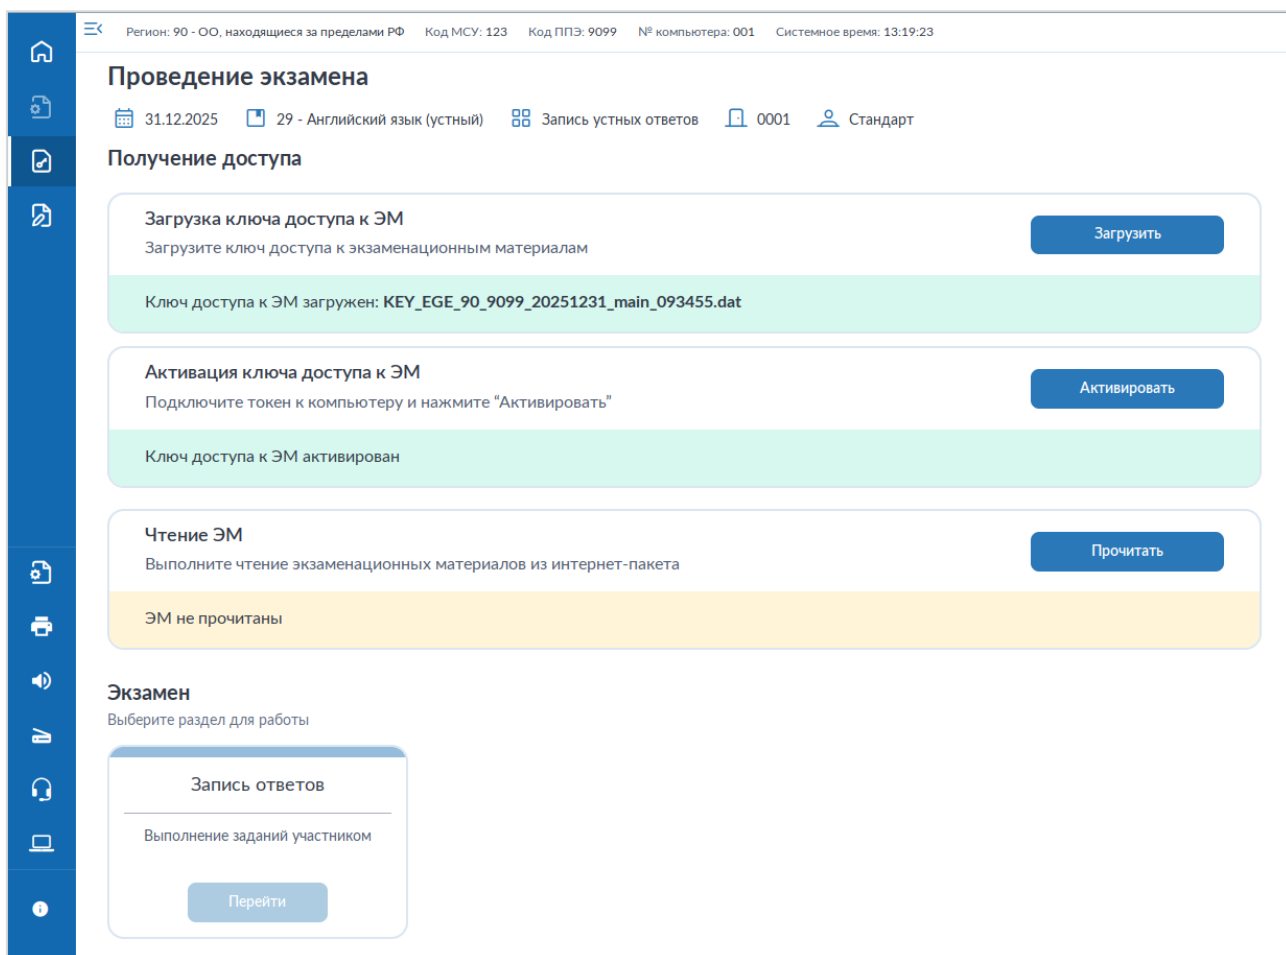 Регион: 90 - ОО, находящиеся за пределами РФ Код МСУ: 123 Код ППЭ: 9099 № компьютера: 001 Системное время: 13:19:23
Проведение экзамена
31.12.2025 29 - Английский язык (устный) Запись устных ответов 0001 Стандарт
Получение доступа
Загрузка ключа доступа к ЭМ
Загрузите ключ доступа к экзаменационным материалам
Загрузить
Ключ доступа к ЭМ загружен: KEY_EGE_90_9099_20251231_main_093455.dat
Активация ключа доступа к ЭМ
Подключите токен к компьютеру и нажмите “Активировать”
Активировать
Ключ доступа к ЭМ активирован
Чтение ЭМ
Выполните чтение экзаменационных материалов из интернет-пакета
Прочитать
ЭМ не прочитаны
Экзамен
Выберите раздел для работы
Запись ответов
Выполнение заданий участником
Перейти